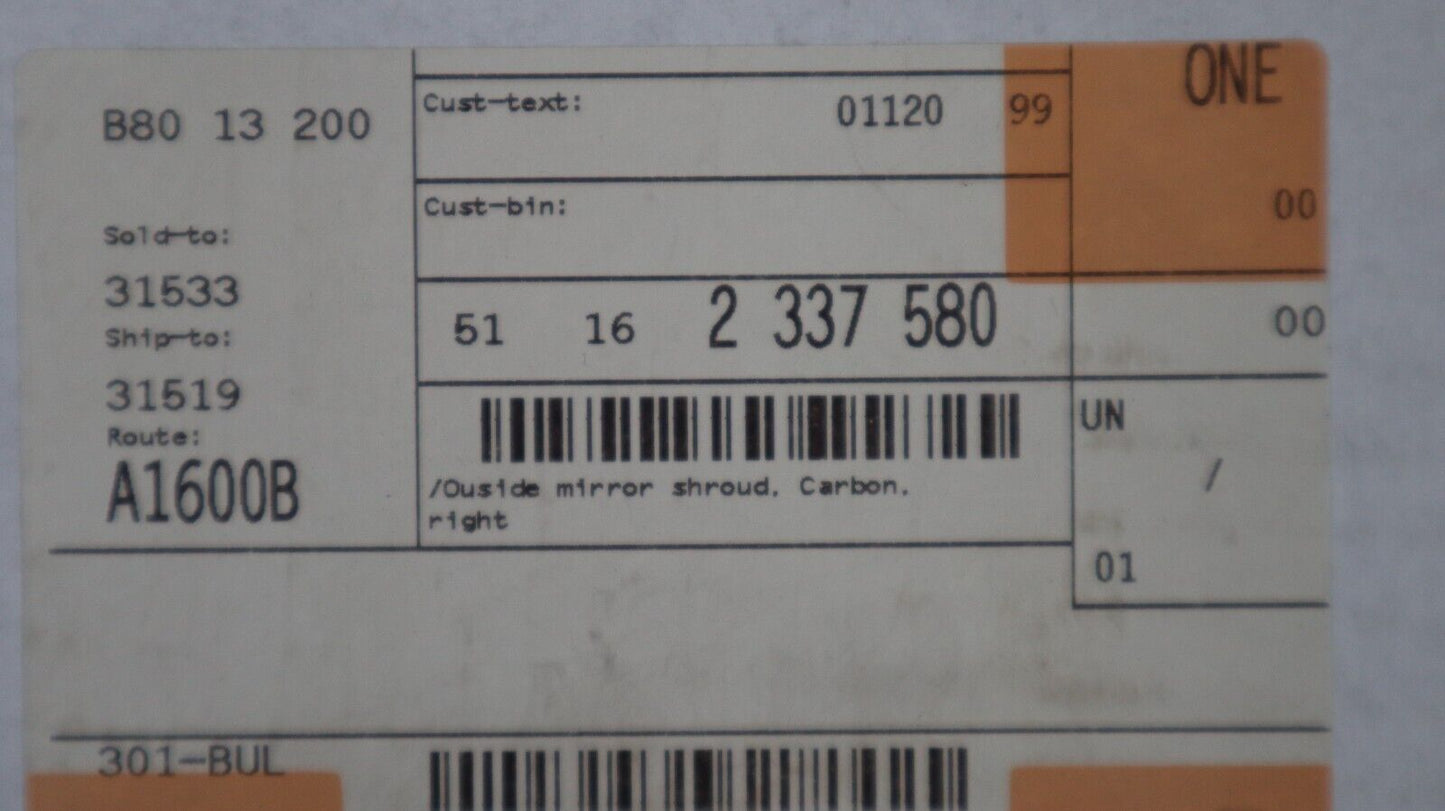 B80 13 200
Sold-to:
31533
Ship-to:
31519
Route:
A1600B
Cust-text: 01120 99
Cust-bin:
51 16 2 337 580
/Ouside mirror shroud, Carbon,
right
ONE
00
00
UN
/
01
301-BUL